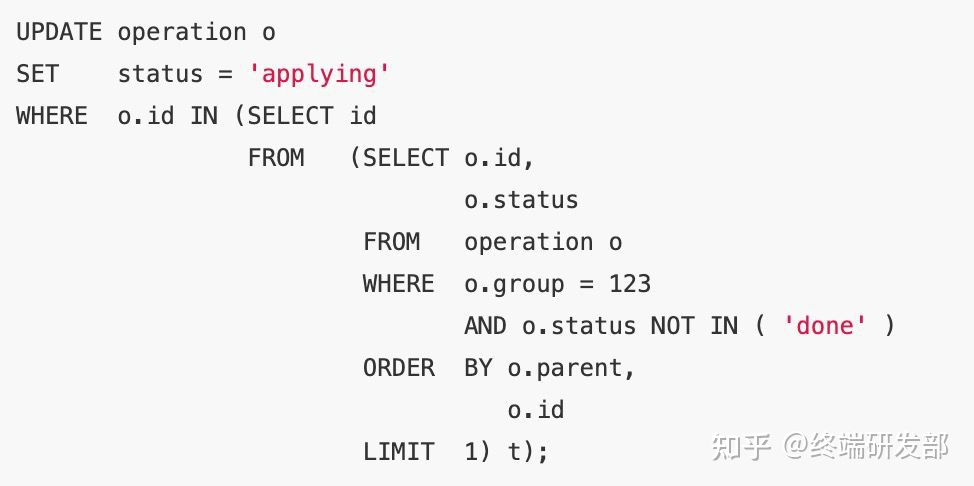 UPDATE operation o
SET    status = 'applying'
WHERE  o.id IN (SELECT id
                FROM   (SELECT o.id,
                               o.status
                        FROM   operation o
                        WHERE  o.group = 123
                               AND o.status NOT IN ( 'done' )
                        ORDER  BY o.parent,
                                  o.id
                        LIMIT  1) t);
知乎 @终端研发部